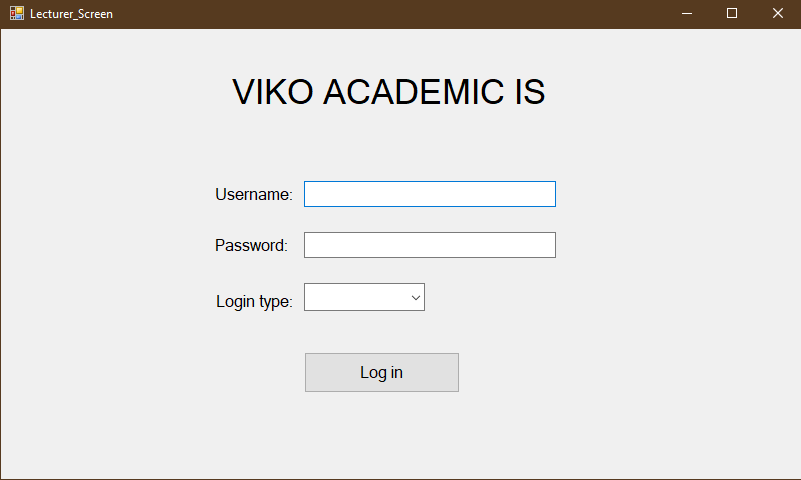 Lecturer_Screen
VIKO ACADEMIC IS
Username:
Password:
Login type:
Log in